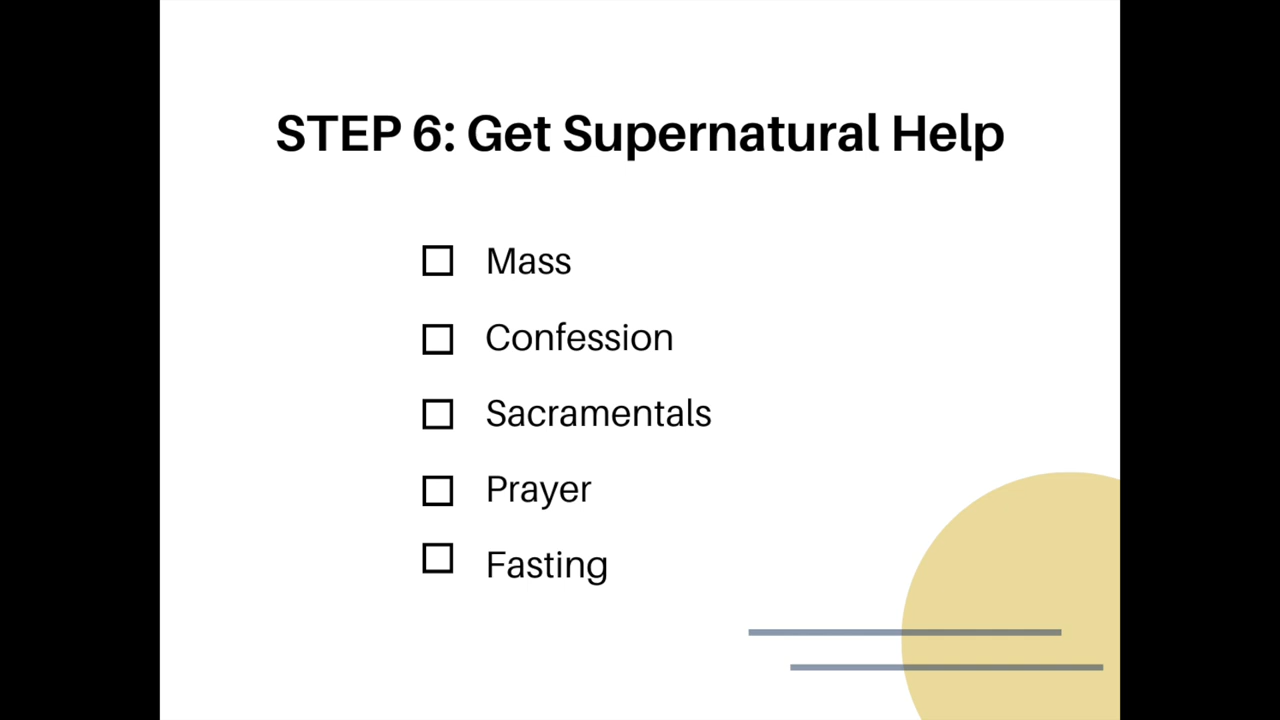 STEP 6: Get Supernatural Help
Mass
Confession
Sacramentals
Prayer
Fasting